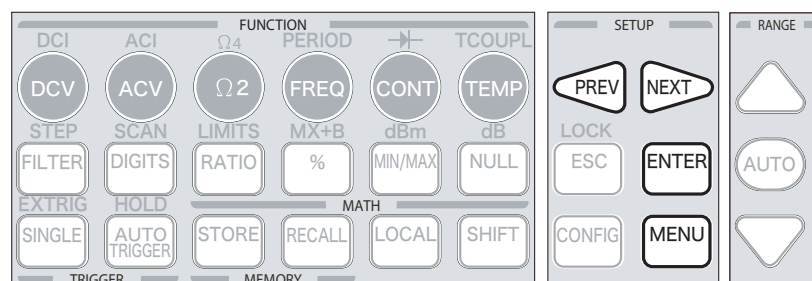 FUNCTION
DCI ACI Ω4 PERIOD TCOUPL
DCV ACV Ω2 FREQ CONT TEMP
STEP SCAN LIMITS MX+B dBm dB
FILTER DIGITS RATIO % MIN/MAX NULL
EXTRIG HOLD MATH
SINGLE AUTO TRIGGER STORE RECALL LOCAL SHIFT
TRIGGER MEMORY
SETUP
PREV NEXT
LOCK
ESC ENTER
CONFIG MENU
RANGE
AUTO